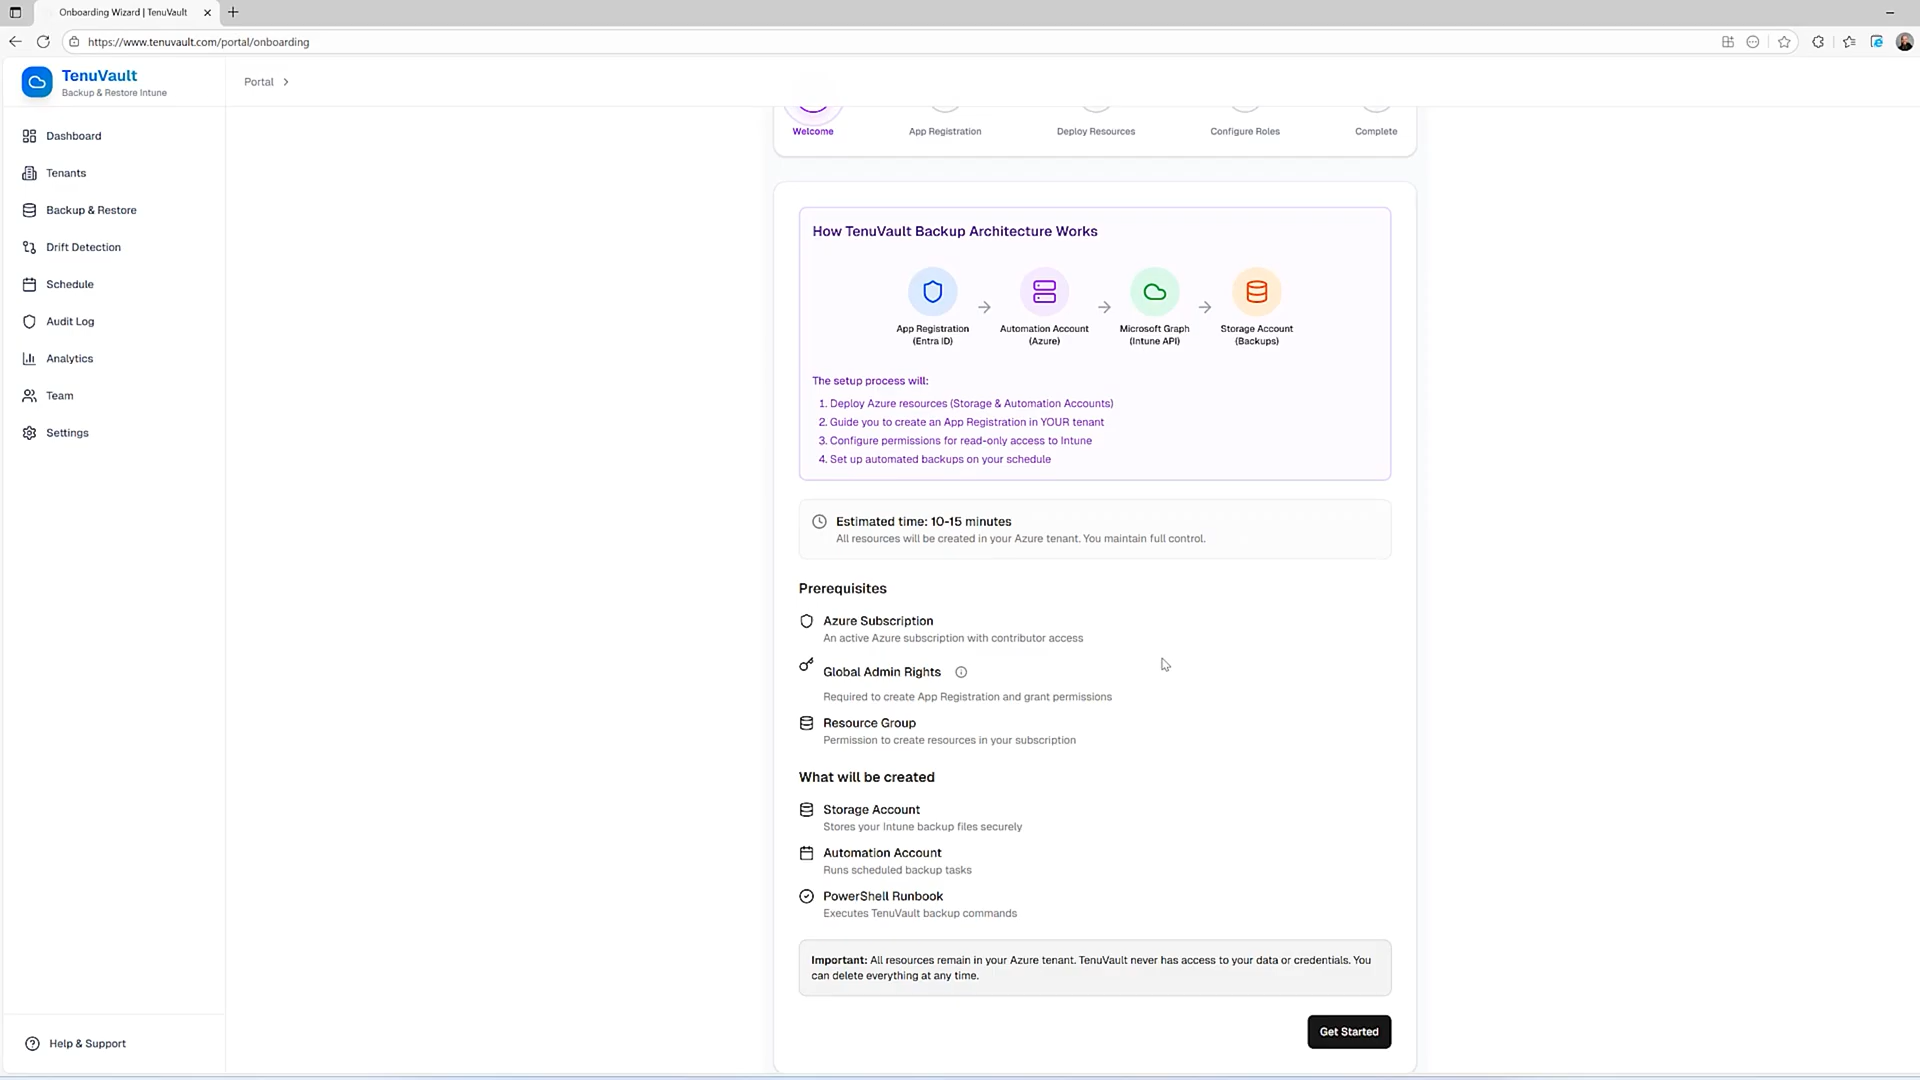 Onboarding Wizard | TenuVault
https://www.tenuvault.com/portal/onboarding
TenuVault
Backup & Restore Intune
Portal
Dashboard
Tenants
Backup & Restore
Drift Detection
Schedule
Audit Log
Analytics
Team
Settings
Help & Support
Welcome
App Registration
Deploy Resources
Configure Roles
Complete
How TenuVault Backup Architecture Works
App Registration
(Entra ID)
Automation Account
(Azure)
Microsoft Graph
(Intune API)
Storage Account
(Backups)
The setup process will:
1. Deploy Azure resources (Storage & Automation Accounts)
2. Guide you to create an App Registration in YOUR tenant
3. Configure permissions for read-only access to Intune
4. Set up automated backups on your schedule
Estimated time: 10-15 minutes
All resources will be created in your Azure tenant. You maintain full control.
Prerequisites
Azure Subscription
An active Azure subscription with contributor access
Global Admin Rights
Required to create App Registration and grant permissions
Resource Group
Permission to create resources in your subscription
What will be created
Storage Account
Stores your Intune backup files securely
Automation Account
Runs scheduled backup tasks
PowerShell Runbook
Executes TenuVault backup commands
Important: All resources remain in your Azure tenant. TenuVault never has access to your data or credentials. You
can delete everything at any time.
Get Started